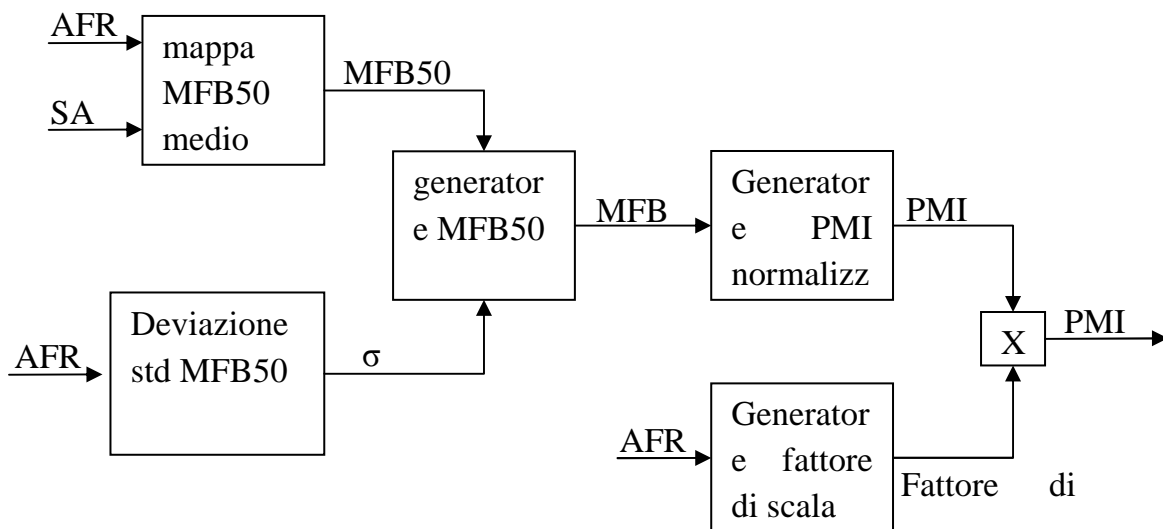 AFR
mappa
MFB50
medio
SA
MFB50
generator
e MFB50
MFB
Generator
e PMI
normalizz
PMI
Deviazione
std MFB50
AFR
σ
X
PMI
Generator
e fattore
di scala
AFR
Fattore di